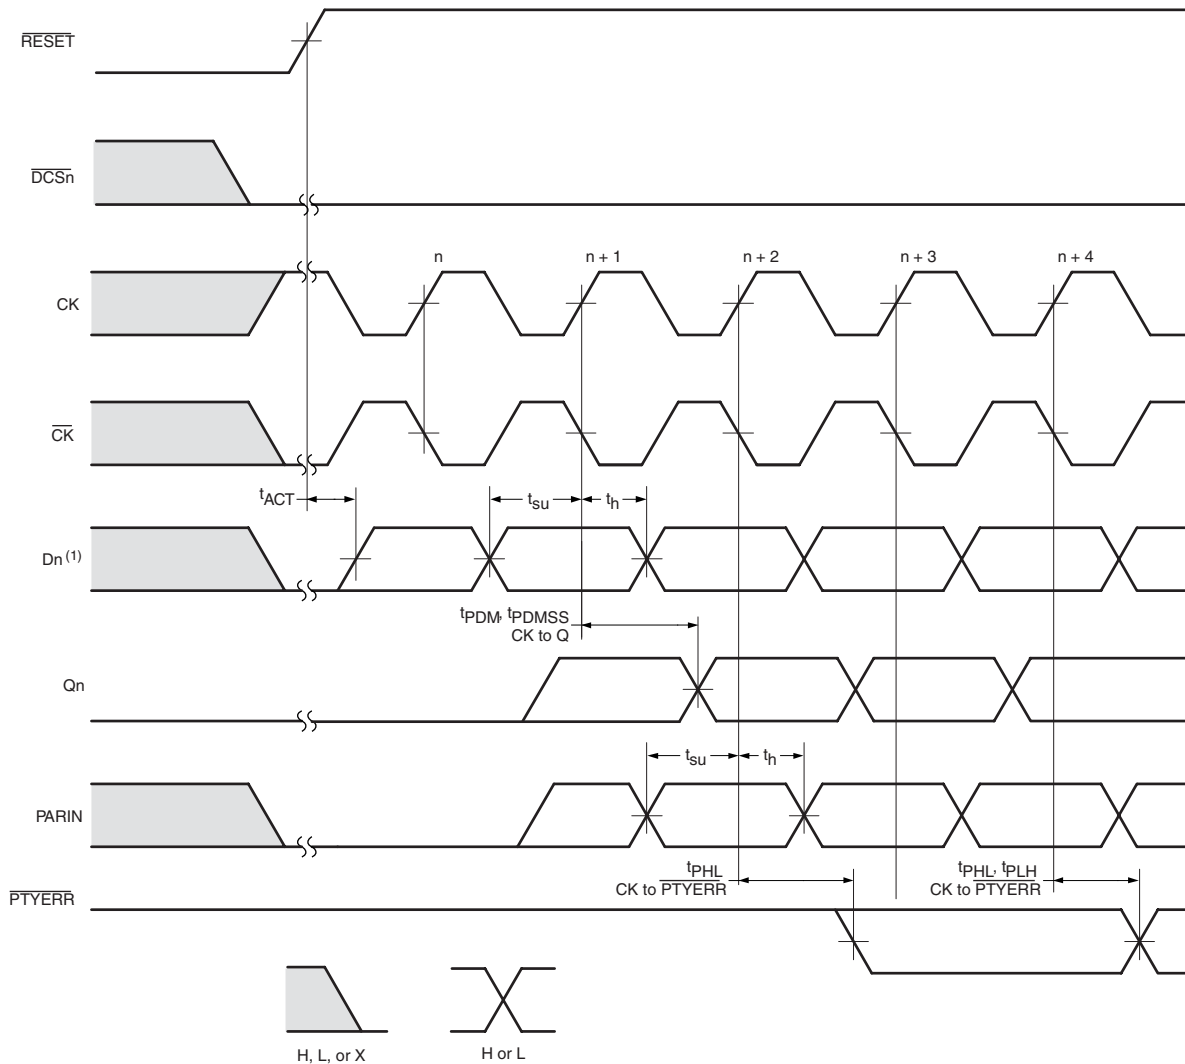 RESET
DCSn
n
n + 1
n + 2
n + 3
n + 4
CK
CK
tACT
tsu
th
Dn(1)
tPDM, tPDMSS
CK to Q
Qn
tsu
th
PARIN
tPHL
CK to PTYERR
tPHL, tPLH
CK to PTYERR
PTYERR
H, L, or X
H or L